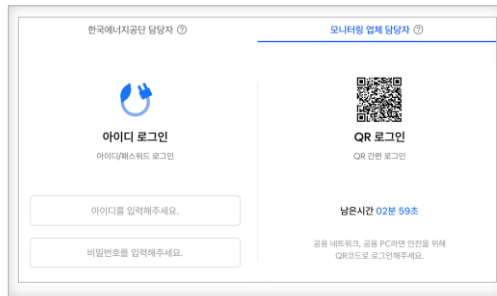 한국에너지공단 담당자 ?
모니터링 업체 담당자 ?
아이디 로그인
아이디/패스워드 로그인
아이디를 입력해주세요.
비밀번호를 입력해주세요.
QR 로그인
QR 간편 로그인
남은시간 02분 59초
공용 네트워크, 공용 PC라면 안전을 위해
QR코드로 로그인해주세요.